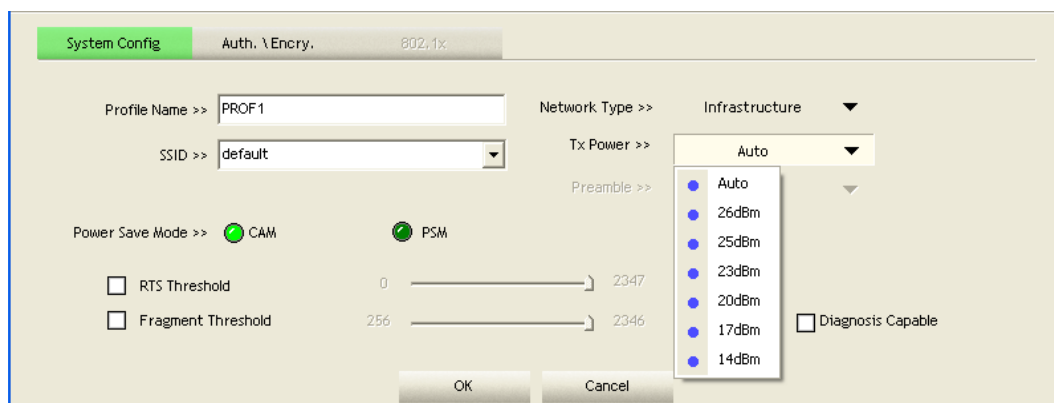 System Config Auth. \ Encry. 802.1x
Profile Name >> PROF1 Network Type >> Infrastructure
SSID >> default Tx Power >> Auto
Preamble >>
Auto
26dBm
25dBm
23dBm
20dBm
17dBm
14dBm
Power Save Mode >> CAM PSM
RTS Threshold 0 2347
Fragment Threshold 256 2346
Diagnosis Capable
OK Cancel